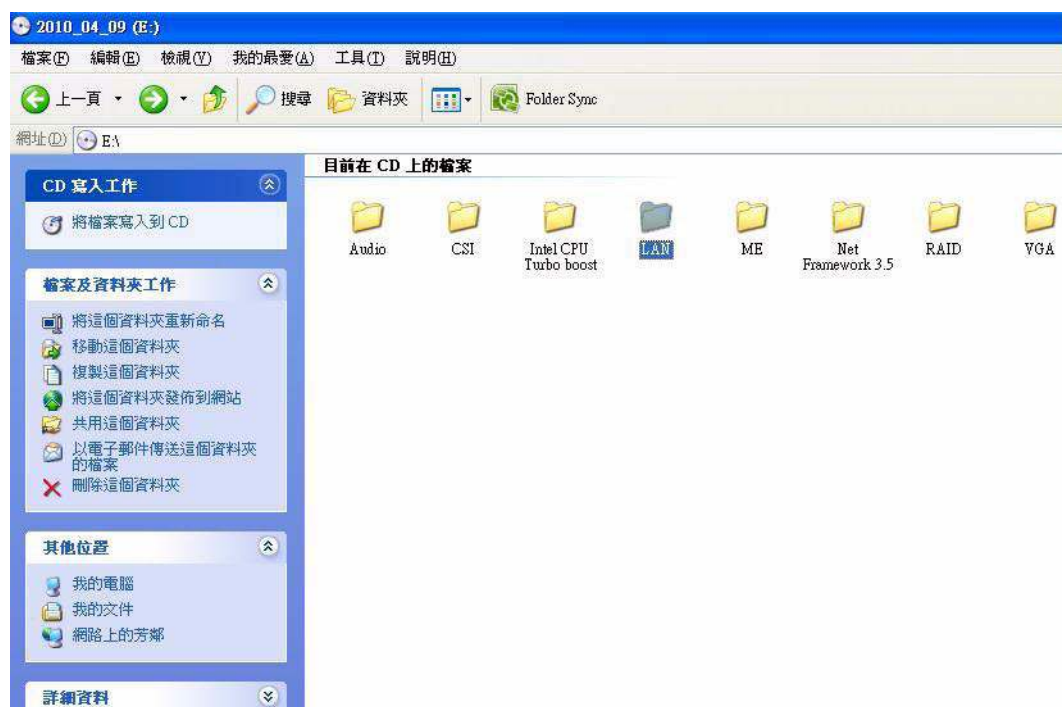 2010_04_09 (E:)
檔案(F) 編輯(E) 檢視(V) 我的最愛(A) 工具(T) 說明(H)
上一頁 搜尋 資料夾 Folder Sync
網址(D) E:\
目前在 CD 上的檔案
CD 寫入工作
將檔案寫入到 CD
Audio CSI Intel CPU Turbo boost LAN ME Net Framework 3.5 RAID VGA
檔案及資料夾工作
將這個資料夾重新命名
移動這個資料夾
複製這個資料夾
將這個資料夾發佈到網站
共用這個資料夾
以電子郵件傳送這個資料夾
的檔案
刪除這個資料夾
其他位置
我的電腦
我的文件
網路上的芳鄰
詳細資料